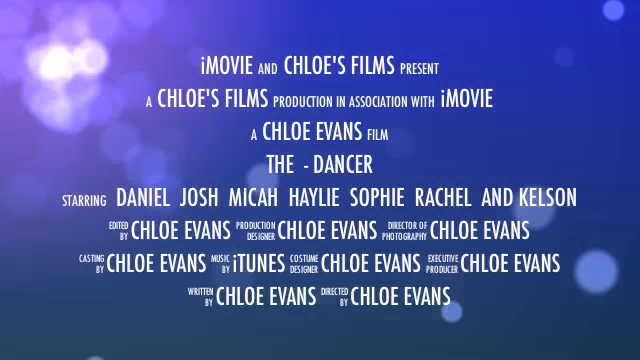 iMOVIE AND CHLOE'S FILMS PRESENT
A CHLOE'S FILMS PRODUCTION IN ASSOCIATION WITH iMOVIE
A CHLOE EVANS FILM
THE - DANCER
STARRING DANIEL JOSH MICAH HAYLIE SOPHIE RACHEL AND KELSON
EDITED BY CHLOE EVANS PRODUCTION DESIGNER CHLOE EVANS DIRECTOR OF PHOTOGRAPHY CHLOE EVANS
CASTING BY CHLOE EVANS MUSIC BY iTUNES COSTUME DESIGNER CHLOE EVANS EXECUTIVE PRODUCER CHLOE EVANS
WRITTEN BY CHLOE EVANS DIRECTED BY CHLOE EVANS